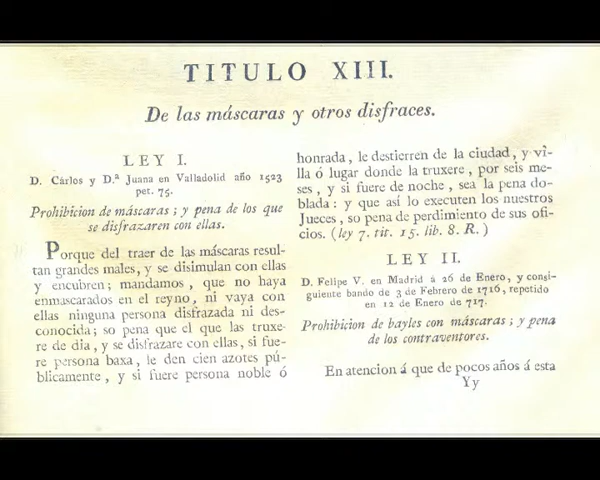 TITULO XIII.
De las máscaras y otros disfraces.
LEY I.
D. Cárlos y D.ª Juana en Valladolid año 1523
pet. 75.
Prohibicion de máscaras; y pena de los que
se disfrazaren con ellas.
Porque del traer de las máscaras resul-
tan grandes males, y se disimulan con ellas
y encubren; mandamos, que no haya
enmascarados en el reyno, ni vaya con
ellas ninguna persona disfrazada ni des-
conocida; so pena que el que las truxe-
re de dia, y se disfrazare con ellas, si fue-
re persona baxa, le den cien azotes pú-
blicamente, y si fuere persona noble ó
honrada, le destierren de la ciudad, y vi-
lla ó lugar donde la truxere, por seis me-
ses, y si fuere de noche, sea la pena do-
blada: y que así lo executen los nuestros
Jueces, so pena de perdimiento de sus ofi-
cios. (ley 7. tit. 15. lib. 8. R.)
LEY II.
D. Felipe V. en Madrid á 26 de Enero, y consi-
guiente bando de 3 de Febrero de 1716, repetido
en 12 de Enero de 717.
Prohibicion de bayles con máscaras; y pena
de los contraventores.
En atencion á que de pocos años á esta
Yy